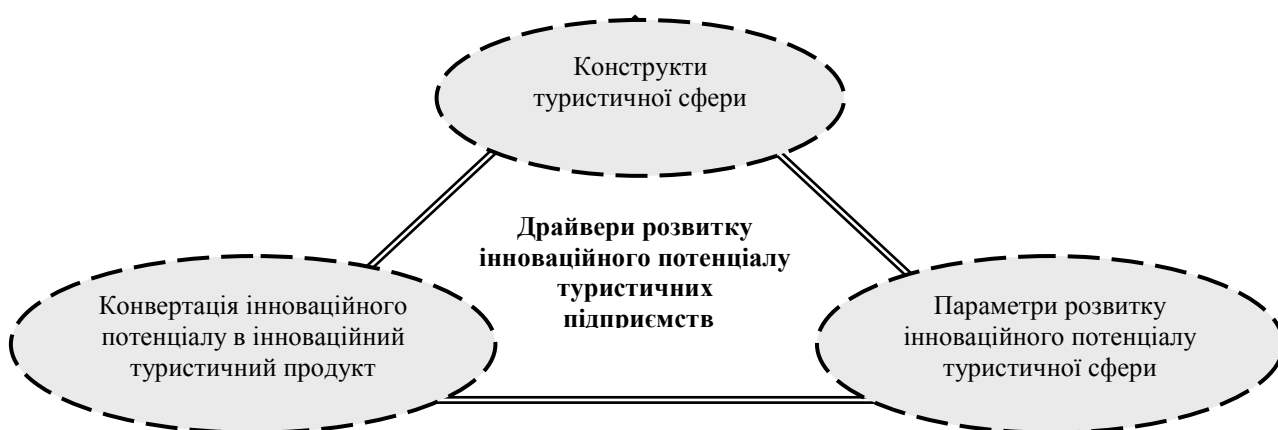 Конструкти
туристичної сфери
Драйвери розвитку
інноваційного потенціалу
туристичних
підприємств
Конвертація інноваційного
потенціалу в інноваційний
туристичний продукт
Параметри розвитку
інноваційного потенціалу
туристичної сфери